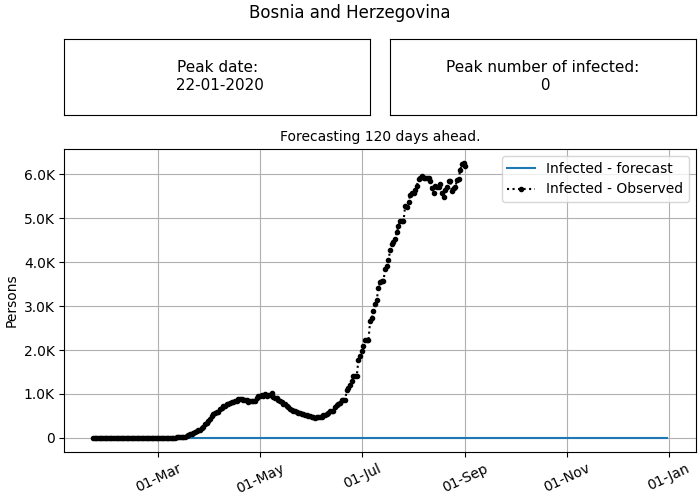 Bosnia and Herzegovina
Peak date:
22-01-2020
Peak number of infected:
0
Forecasting 120 days ahead.
Infected - forecast
Infected - Observed
Persons
6.0K
5.0K
4.0K
3.0K
2.0K
1.0K
0
01-Mar
01-May
01-Jul
01-Sep
01-Nov
01-Jan